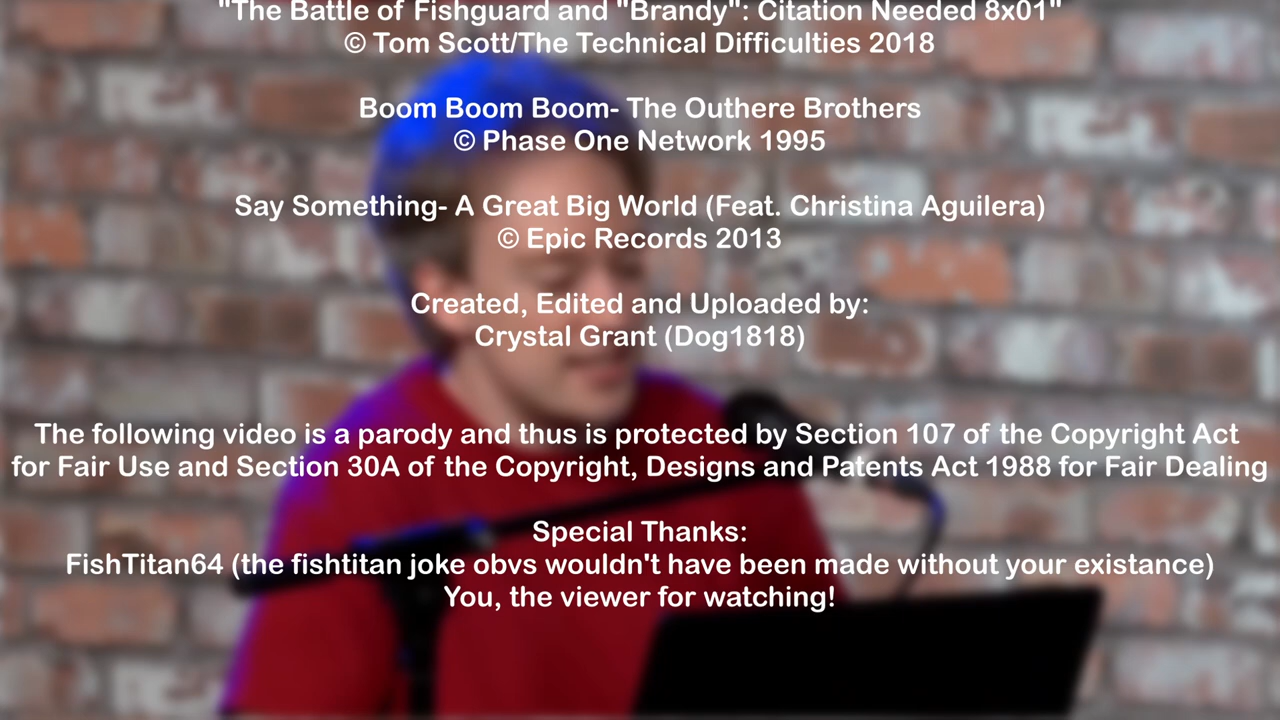 "The Battle of Fishguard and "Brandy": Citation Needed 8x01"
© Tom Scott/The Technical Difficulties 2018
Boom Boom Boom- The Outhere Brothers
© Phase One Network 1995
Say Something- A Great Big World (Feat. Christina Aguilera)
© Epic Records 2013
Created, Edited and Uploaded by:
Crystal Grant (Dog1818)
The following video is a parody and thus is protected by Section 107 of the Copyright Act
for Fair Use and Section 30A of the Copyright, Designs and Patents Act 1988 for Fair Dealing
Special Thanks:
FishTitan64 (the fishtitan joke obvs wouldn't have been made without your existance)
You, the viewer for watching!